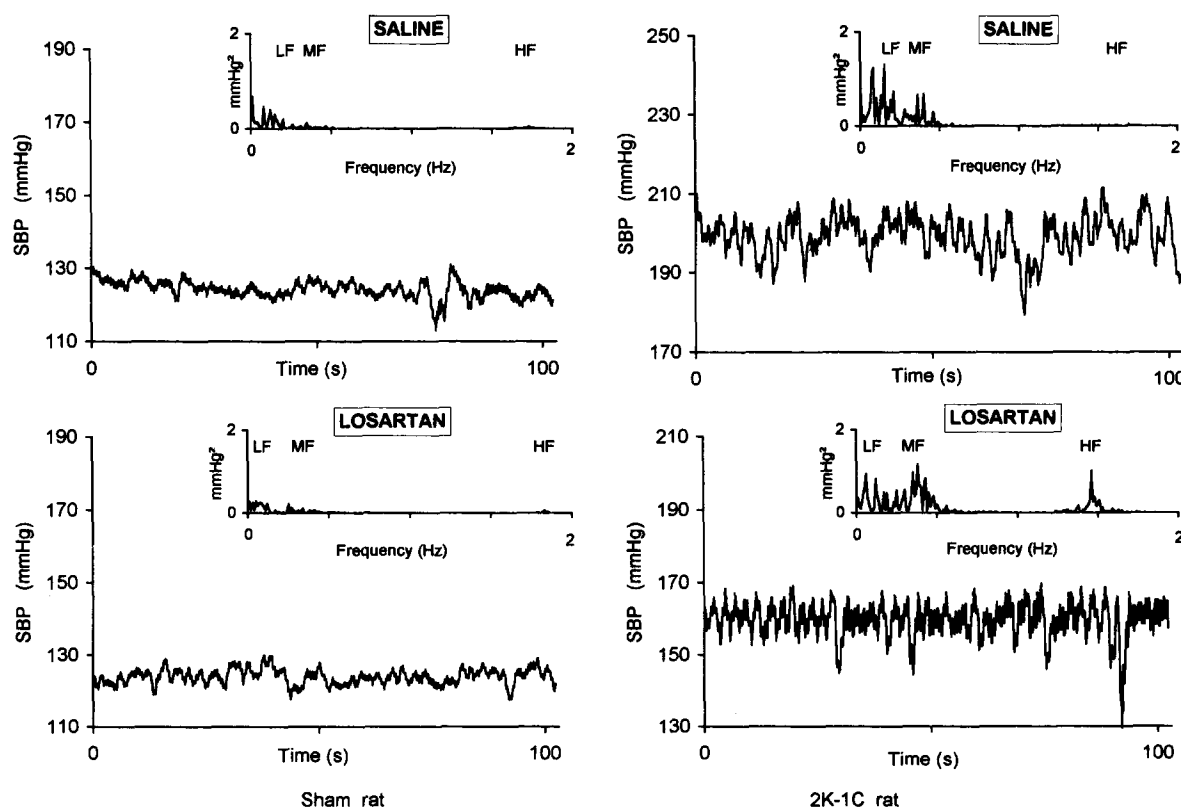 SALINE
190
170
150
130
110
SBP (mmHg)
2
0
mmHg²
LF MF HF
0 2
Frequency (Hz)
0 100
Time (s)
SALINE
250
230
210
190
170
SBP (mmHg)
2
0
mmHg²
LF MF HF
0 2
Frequency (Hz)
0 100
Time (s)
LOSARTAN
190
170
150
130
110
SBP (mmHg)
2
0
mmHg²
LF MF HF
0 2
Frequency (Hz)
0 100
Time (s)
Sham rat
LOSARTAN
210
190
170
150
130
SBP (mmHg)
2
0
mmHg²
LF MF HF
0 2
Frequency (Hz)
0 100
Time (s)
2K-1C rat